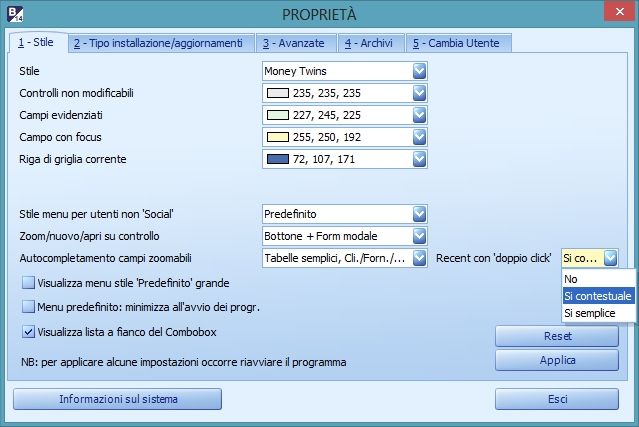 B
14
PROPRIETÀ
1 - Stile
2 - Tipo installazione/aggiornamenti
3 - Avanzate
4 - Archivi
5 - Cambia Utente
Stile
Money Twins
Controlli non modificabili
235, 235, 235
Campi evidenziati
227, 245, 225
Campo con focus
255, 250, 192
Riga di griglia corrente
72, 107, 171
Stile menu per utenti non 'Social'
Predefinito
Zoom/nuovo/apri su controllo
Bottone + Form modale
Autocompletamento campi zoomabili
Tabelle semplici, Cli./Forn./...
Recent con 'doppio click'
Si co...
No
Si contestuale
Si semplice
Visualizza menu stile 'Predefinito' grande
Menu predefinito: minimizza all'avvio dei progr.
Visualizza lista a fianco del Combobox
Reset
NB: per applicare alcune impostazioni occorre riavviare il programma
Applica
Informazioni sul sistema
Esci